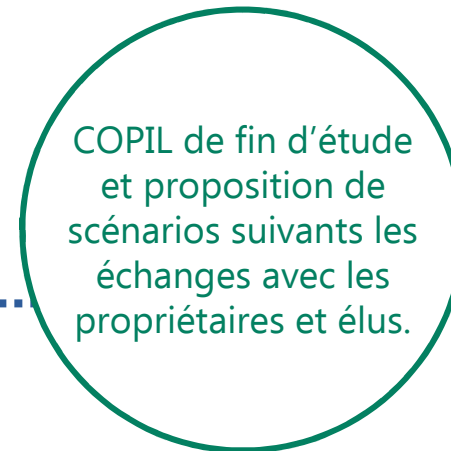 COPIL de fin d’étude
et proposition de
scénarios suivants les
échanges avec les
propriétaires et élus.